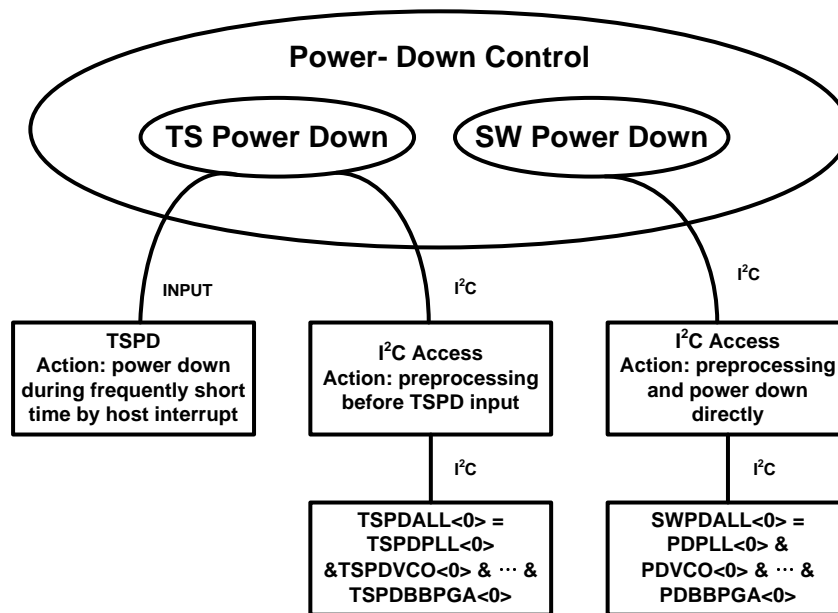 Power- Down Control
TS Power Down
SW Power Down
INPUT
I²C
I²C
TSPD
Action: power down
during frequently short
time by host interrupt
I²C Access
Action: preprocessing
before TSPD input
I²C Access
Action: preprocessing
and power down
directly
I²C
I²C
TSPDALL<0> =
TSPDPLL<0>
&TSPDVCO<0> & ··· &
TSPDBBPGA<0>
SWPDALL<0> =
PDPLL<0> &
PDVCO<0> & ··· &
PDBBPGA<0>